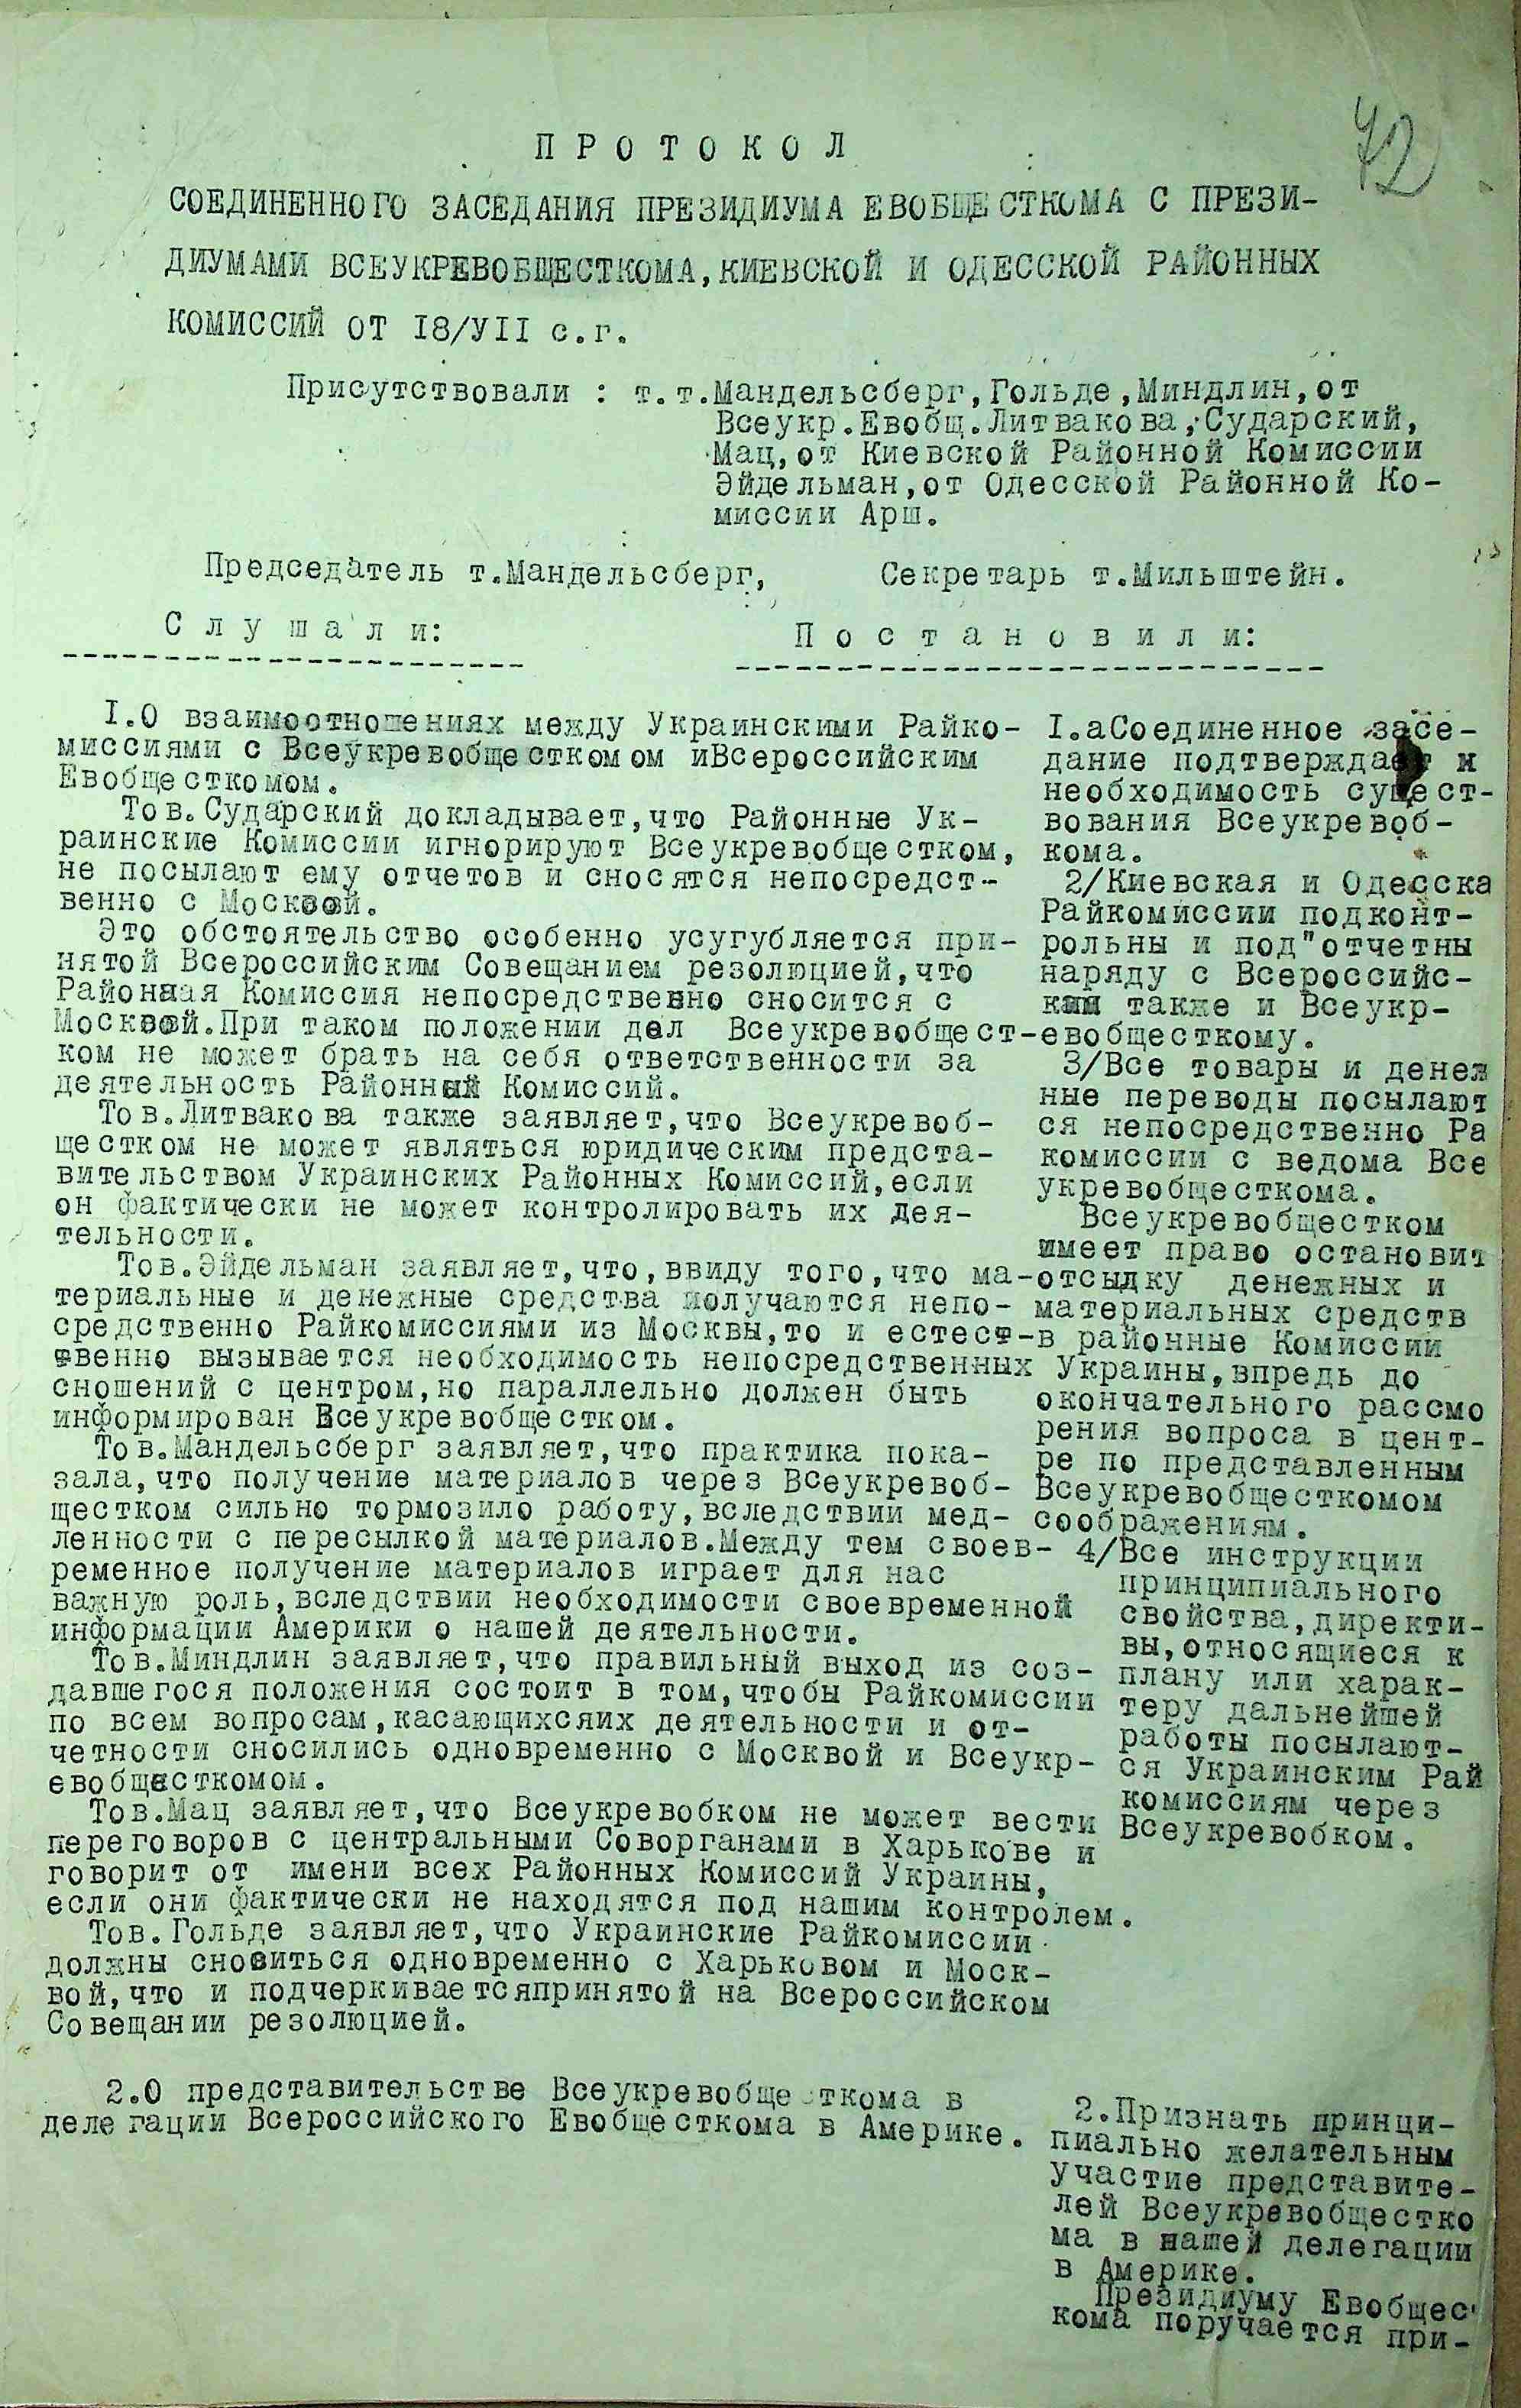 72
П Р О Т О К О Л
СОЕДИНЕННОГО ЗАСЕДАНИЯ ПРЕЗИДИУМА ЕВОБЩЕСТКОМА С ПРЕЗИ-
ДИУМАМИ ВСЕУКРЕВОБЩЕСТКОМА,КИЕВСКОЙ И ОДЕССКОЙ РАЙОННЫХ
КОМИССИЙ ОТ I8/УII с.г.
Присутствовали : т.т.Мандельсберг,Гольде,Миндлин,от
Всеукр.Евобщ.Литвакова,Сударский,
Мац,от Киевской Районной Комиссии
Эйдельман,от Одесской Районной Ко-
миссии Арш.
Председатель т.Мандельсберг, Секретарь т.Мильштейн.
С л у ш а л и:
I.О взаимоотношениях между Украинскими Райко-
миссиями с Всеукревобщесткомом иВсероссийским
Евобщесткомом.
Тов.Сударский докладывает,что Районные Ук-
раинские Комиссии игнорируют Всеукревобщестком,
не посылают ему отчетов и сносятся непосредст-
венно с Москвой.
Это обстоятельство особенно усугубляется при-
нятой Всероссийским Совещанием резолюцией,что
Районная Комиссия непосредственно сносится с
Москвой.При таком положении дел Всеукревобщест-
ком не может брать на себя ответственности за
деятельность Районных Комиссий.
Тов.Литвакова также заявляет,что Всеукревоб-
щестком не может являться юридическим предста-
вительством Украинских Районных Комиссий,если
он фактически не может контролировать их дея-
тельности.
Тов.Эйдельман заявляет,что,ввиду того,что ма-
териальные и денежные средства получаются непо-
средственно Райкомиссиями из Москвы,то и естест-
твенно вызывается необходимость непосредственных
сношений с центром,но параллельно должен быть
информирован Всеукревобщестком.
Тов.Мандельсберг заявляет,что практика пока-
зала,что получение материалов через Всеукревоб-
щестком сильно тормозило работу,вследствии мед-
ленности с пересылкой материалов.Между тем своев-
ременное получение материалов играет для нас
важную роль,вследствии необходимости своевременной
информации Америки о нашей деятельности.
Тов.Миндлин заявляет,что правильный выход из соз-
давшегося положения состоит в том,чтобы Райкомиссии
по всем вопросам,касающихсяих деятельности и от-
четности сносились одновременно с Москвой и Всеукр-
евобщесткомом.
Тов.Мац заявляет,что Всеукревобком не может вести
переговоров с центральными Соворганами в Харькове и
говорит от имени всех Районных Комиссий Украины,
если они фактически не находятся под нашим контролем.
Тов.Гольде заявляет,что Украинские Райкомиссии
должны сноситься одновременно с Харьковом и Моск-
вой,что и подчеркиваетсяпринятой на Всероссийском
Совещании резолюцией.
2.О представительстве Всеукревобщесткома в
делегации Всероссийского Евобщесткома в Америке.
П о с т а н о в и л и:
I.аСоединенное засе-
дание подтверждает и
необходимость сущест-
вования Всеукревоб-
кома.
2/Киевская и Одесска
Райкомиссии подконт-
рольны и под"отчетны
наряду с Всероссийс-
ким также и Всеукр-
евобщесткому.
3/Все товары и денеж
ные переводы посылают
ся непосредственно Ра
комиссии с ведома Все
укревобщесткома.
Всеукревобщестком
имеет право остановит
отсылку денежных и
материальных средств
в районные Комиссии
Украины,впредь до
окончательного рассмо
рения вопроса в цент-
ре по представленным
Всеукревобщесткомом
соображениям.
4/Все инструкции
принципиального
свойства,директи-
вы,относящиеся к
плану или харак-
теру дальнейшей
работы посылают-
ся Украинским Рай
комиссиям через
Всеукревобком.
2.Признать принци-
пиально желательным
участие представите-
лей Всеукревобщестко
ма в нашей делегации
в Америке.
Президиуму Евобщес
кома поручается при-